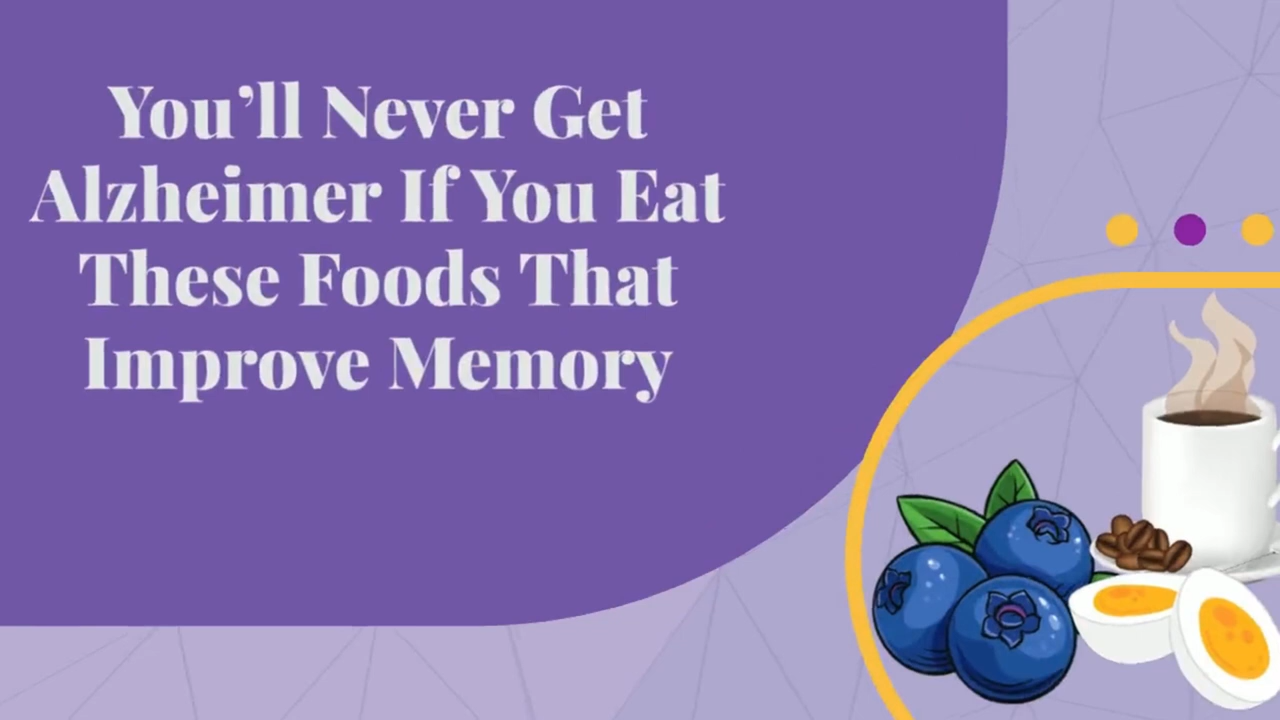 You’ll Never Get
Alzheimer If You Eat
These Foods That
Improve Memory